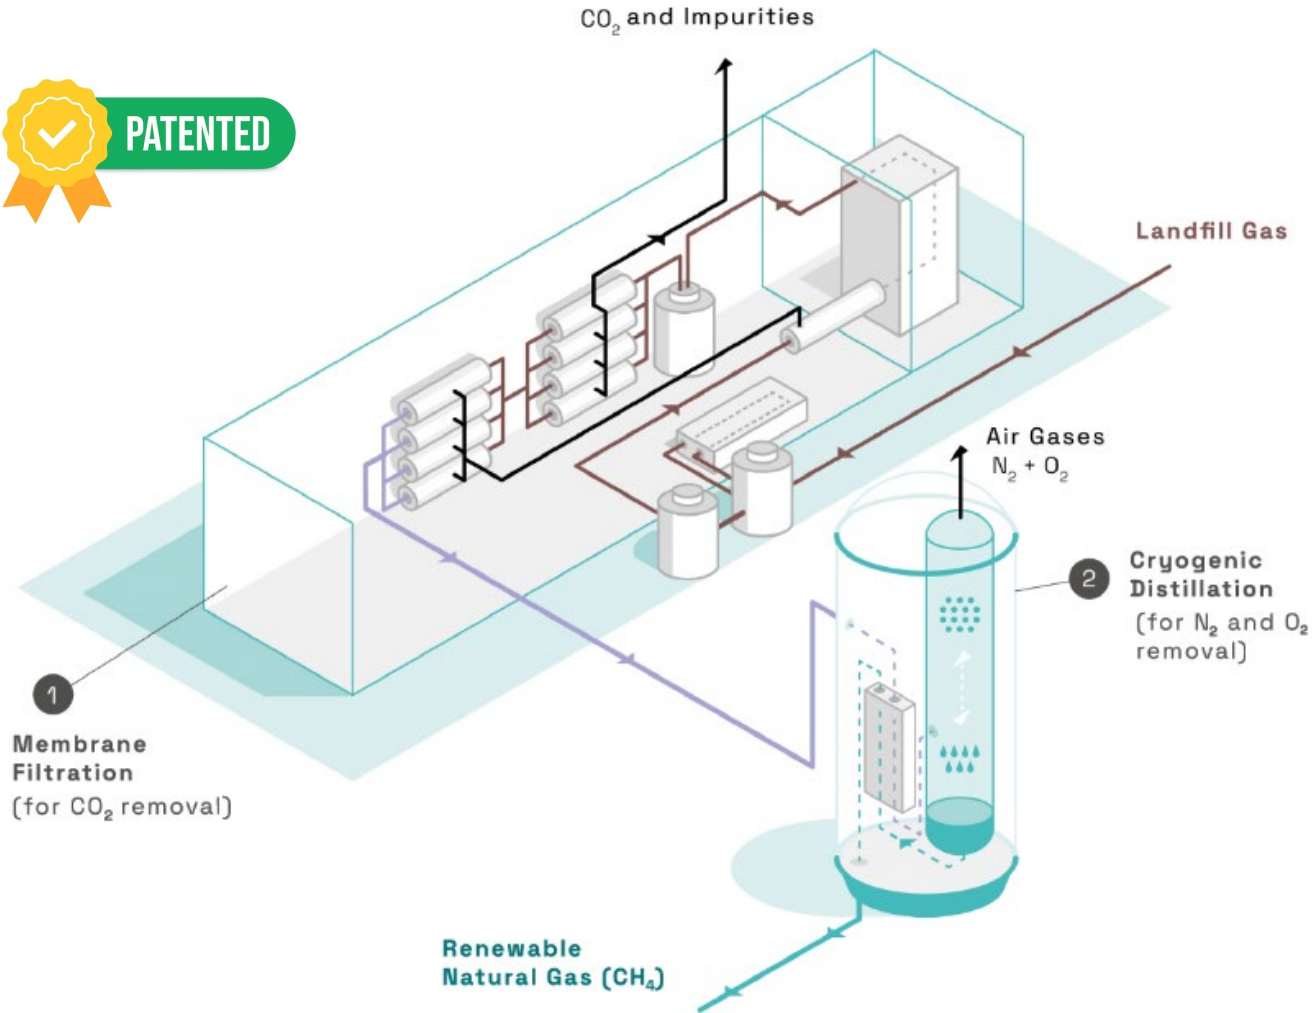 CO₂ and Impurities
PATENTED
Landfill Gas
Air Gases
N₂ + O₂
2
Cryogenic
Distillation
(for N₂ and O₂
removal)
1
Membrane
Filtration
(for CO₂ removal)
Renewable
Natural Gas (CH₄)